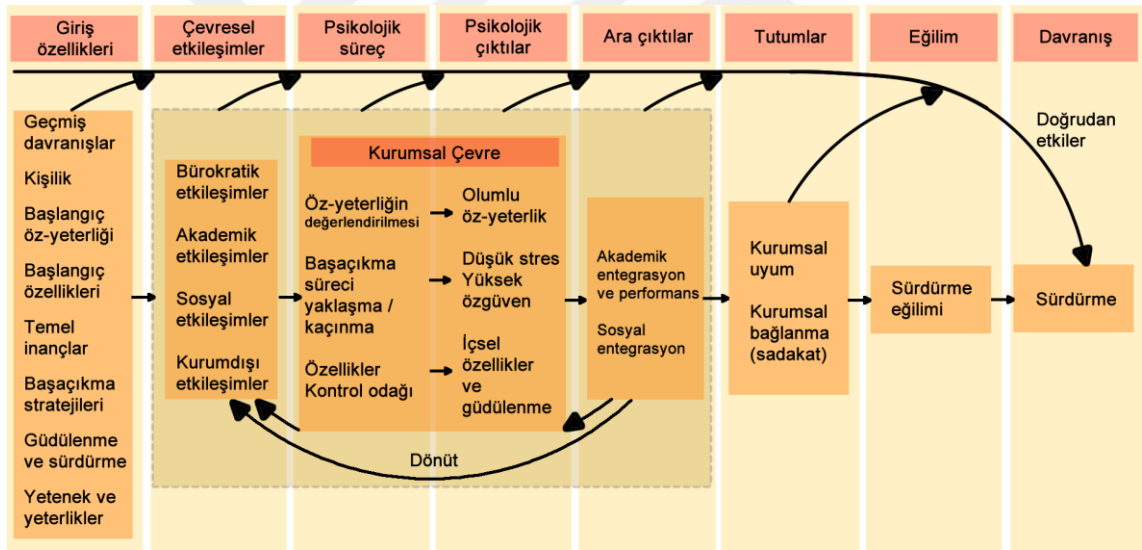 Giriş
özellikleri
Çevresel
etkileşimler
Psikolojik
süreç
Psikolojik
çıktılar
Ara çıktılar
Tutumlar
Eğilim
Davranış
Geçmiş
davranışlar
Kişilik
Başlangıç
öz-yeterliği
Başlangıç
özellikleri
Temel
inançlar
Başaçıkma
stratejileri
Güdülenme
ve sürdürme
Yetenek ve
yeterlikler
Bürokratik
etkileşimler
Akademik
etkileşimler
Sosyal
etkileşimler
Kurumdışı
etkileşimler
Kurumsal Çevre
Öz-yeterliğin
değerlendirilmesi
Başaçıkma
süreci
yaklaşma /
kaçınma
Özellikler
Kontrol odağı
Olumlu
öz-yeterlik
Düşük stres
Yüksek
özgüven
İçsel
özellikler
ve
güdülenme
Akademik
entegrasyon
ve performans
Sosyal
entegrasyon
Kurumsal
uyum
Kurumsal
bağlanma
(sadakat)
Sürdürme
eğilimi
Doğrudan
etkiler
Sürdürme
Dönüt